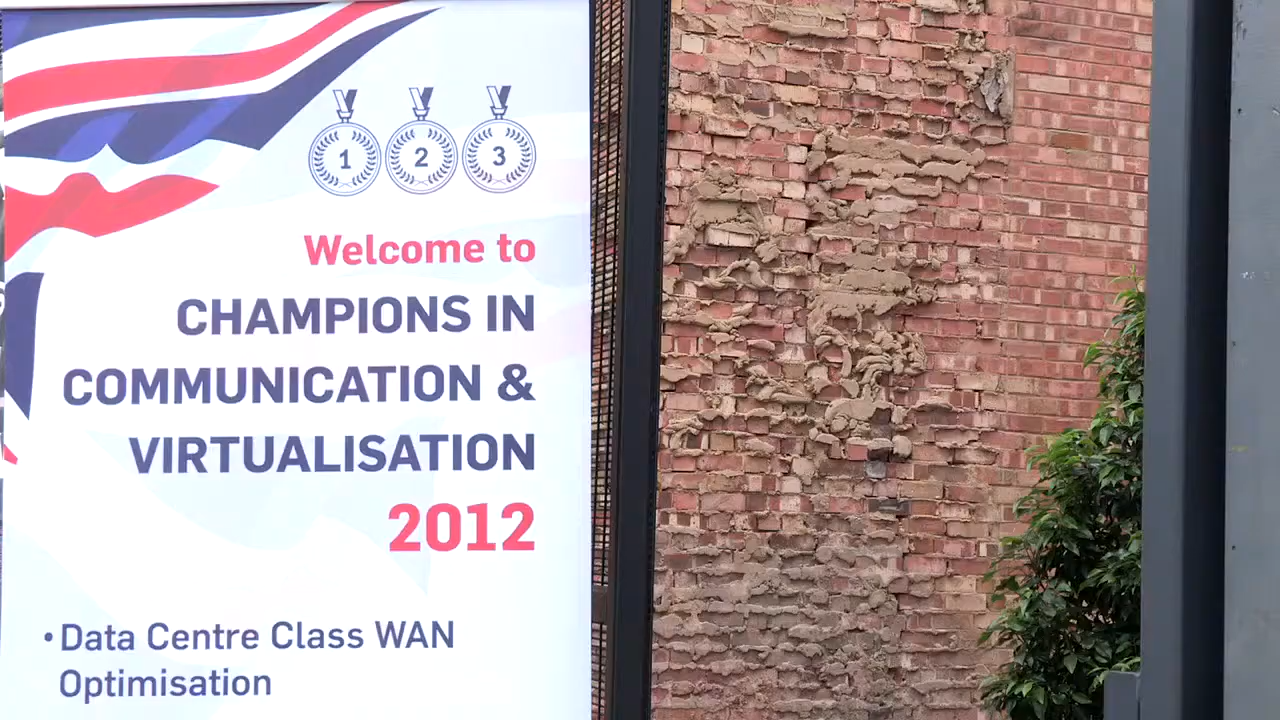 1 2 3
Welcome to
CHAMPIONS IN
COMMUNICATION &
VIRTUALISATION
2012
• Data Centre Class WAN
Optimisation